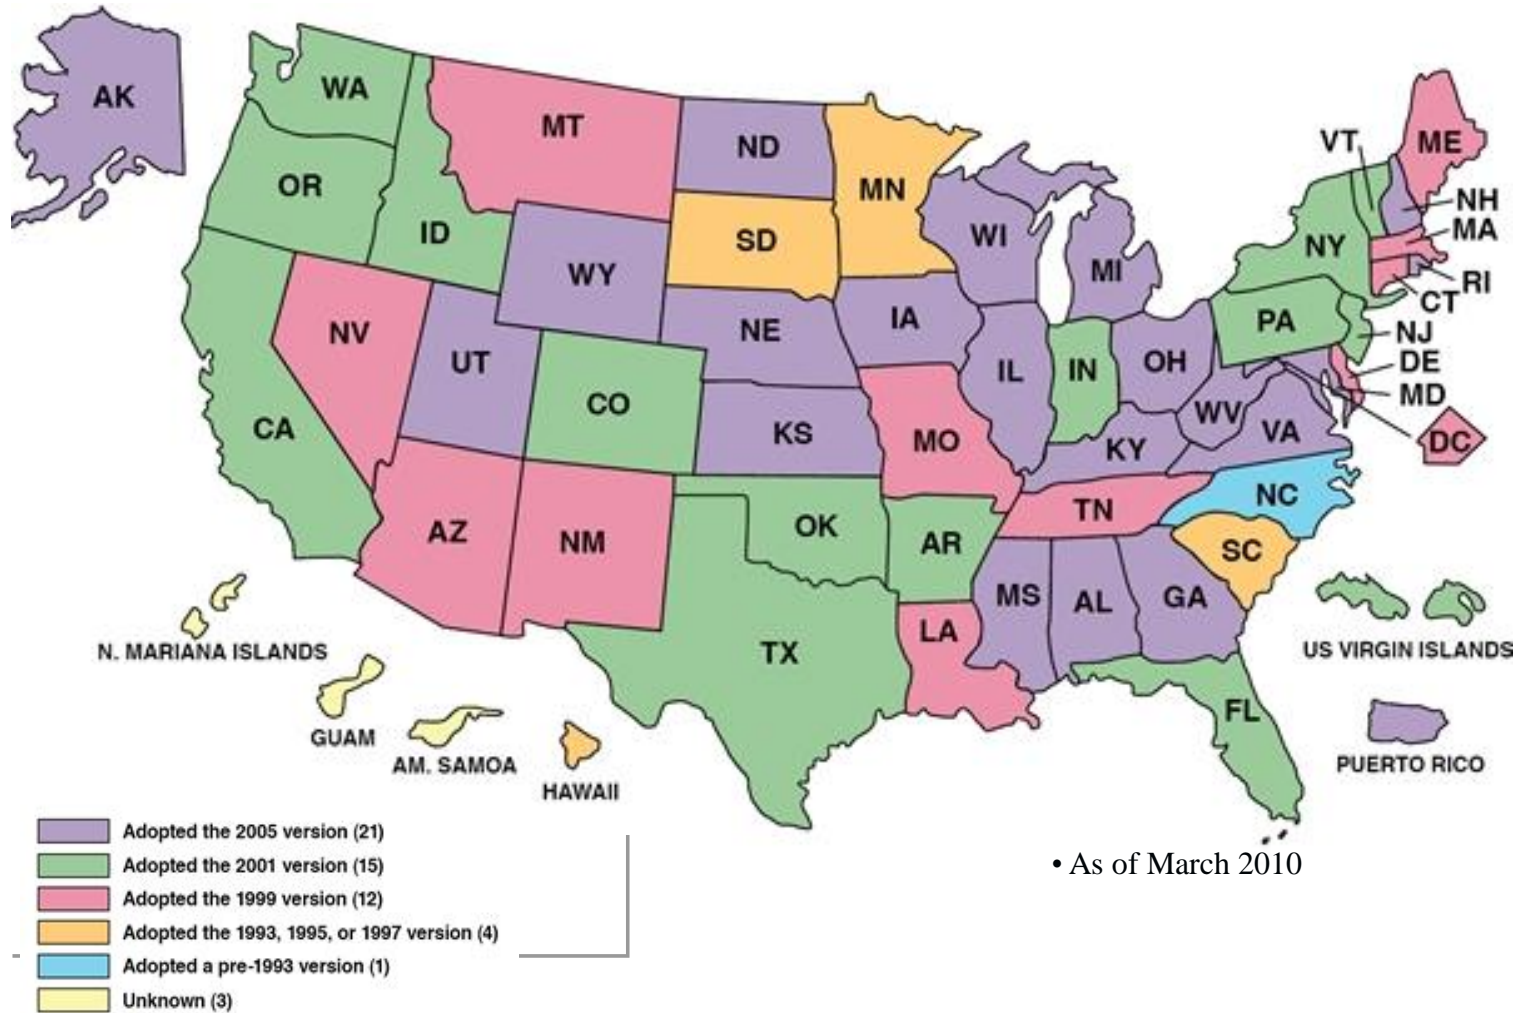 AK
WA
MT
ND
MN
VT
ME
OR
ID
SD
WI
MI
NY
NH
MA
WY
RI
CT
NV
UT
NE
IA
PA
NJ
IL
IN
OH
DE
MD
CO
CA
KS
MO
KY
WV
VA
DC
AZ
NM
OK
AR
TN
NC
SC
MS
AL
GA
LA
TX
FL
N. MARIANA ISLANDS
US VIRGIN ISLANDS
GUAM
AM. SAMOA
HAWAII
PUERTO RICO
Adopted the 2005 version (21)
Adopted the 2001 version (15)
Adopted the 1999 version (12)
Adopted the 1993, 1995, or 1997 version (4)
Adopted a pre-1993 version (1)
Unknown (3)
• As of March 2010